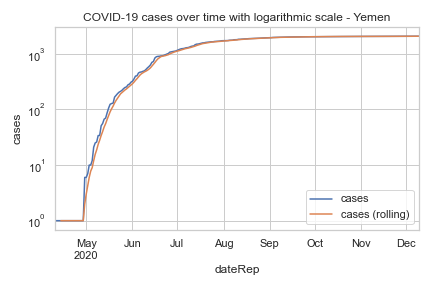 COVID-19 cases over time with logarithmic scale - Yemen
cases
10³
10²
10¹
10⁰
cases
cases (rolling)
May Jun Jul Aug Sep Oct Nov Dec
2020
dateRep